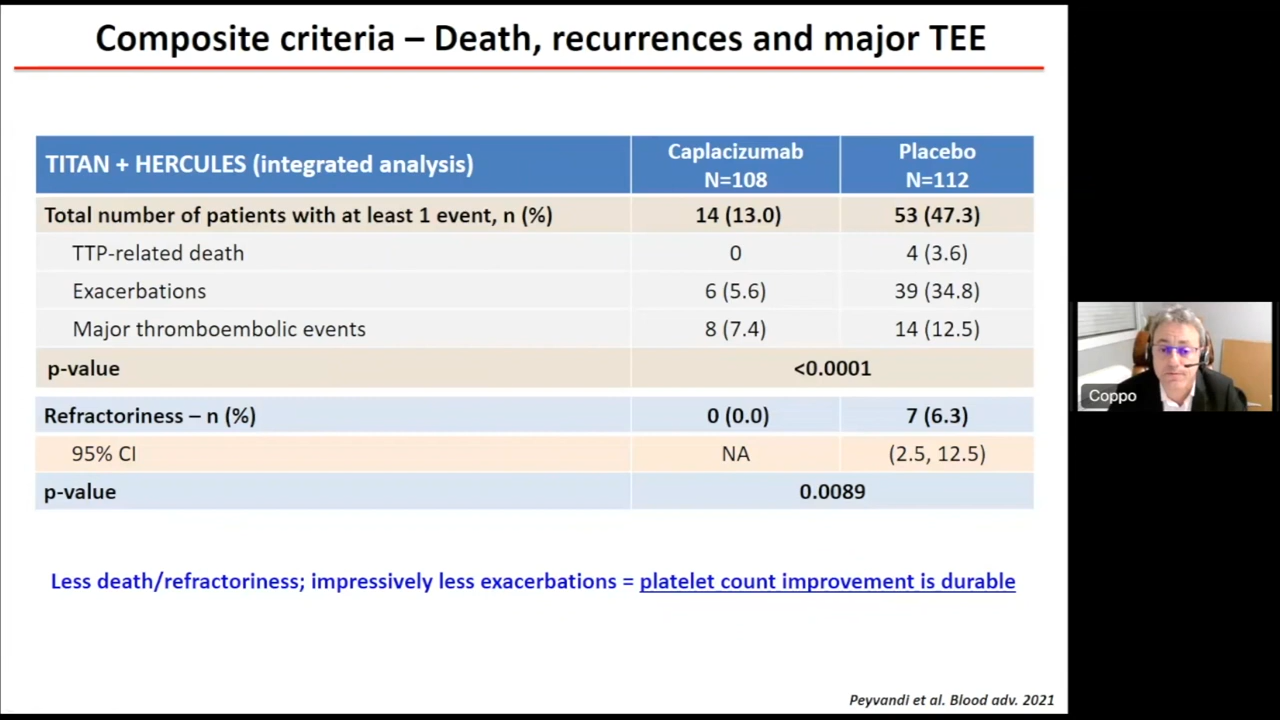 Composite criteria – Death, recurrences and major TEE
TITAN + HERCULES (integrated analysis)
Caplacizumab
N=108
Placebo
N=112
Total number of patients with at least 1 event, n (%)
14 (13.0)
53 (47.3)
TTP-related death
0
4 (3.6)
Exacerbations
6 (5.6)
39 (34.8)
Major thromboembolic events
8 (7.4)
14 (12.5)
p-value
<0.0001
Refractoriness – n (%)
0 (0.0)
7 (6.3)
95% CI
NA
(2.5, 12.5)
p-value
0.0089
Less death/refractoriness; impressively less exacerbations = platelet count improvement is durable
Peyvandi et al. Blood adv. 2021
Coppo